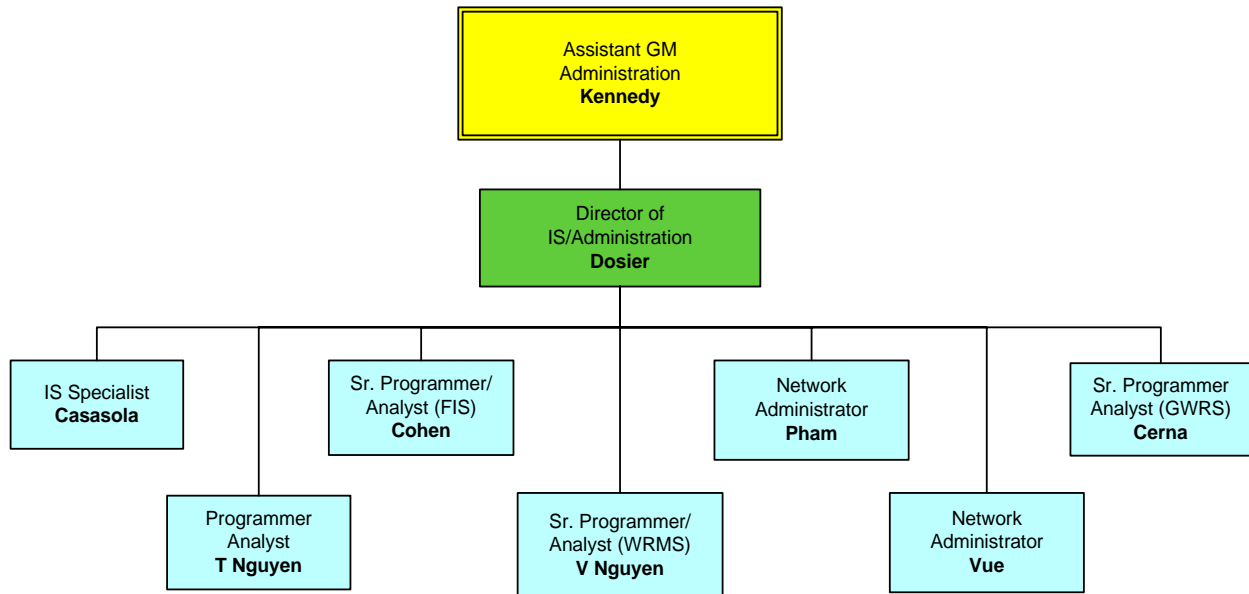 Assistant GM
Administration
Kennedy
Director of
IS/Administration
Dosier
IS Specialist
Casasola
Sr. Programmer/
Analyst (FIS)
Cohen
Network
Administrator
Pham
Sr. Programmer
Analyst (GWRS)
Cerna
Programmer
Analyst
T Nguyen
Sr. Programmer/
Analyst (WRMS)
V Nguyen
Network
Administrator
Vue